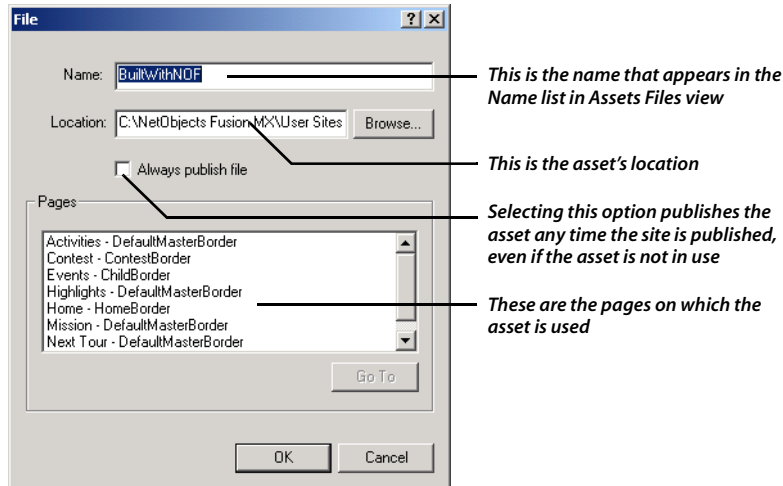 File
Name: BuiltWithNOF
This is the name that appears in the
Name list in Assets Files view
Location: C:\NetObjects Fusion MX\User Sites Browse...
This is the asset's location
Always publish file
Selecting this option publishes the
asset any time the site is published,
even if the asset is not in use
Pages
Activities - DefaultMasterBorder
Contest - ContestBorder
Events - ChildBorder
Highlights - DefaultMasterBorder
Home - HomeBorder
Mission - DefaultMasterBorder
Next Tour - DefaultMasterBorder
These are the pages on which the
asset is used
Go To
OK Cancel